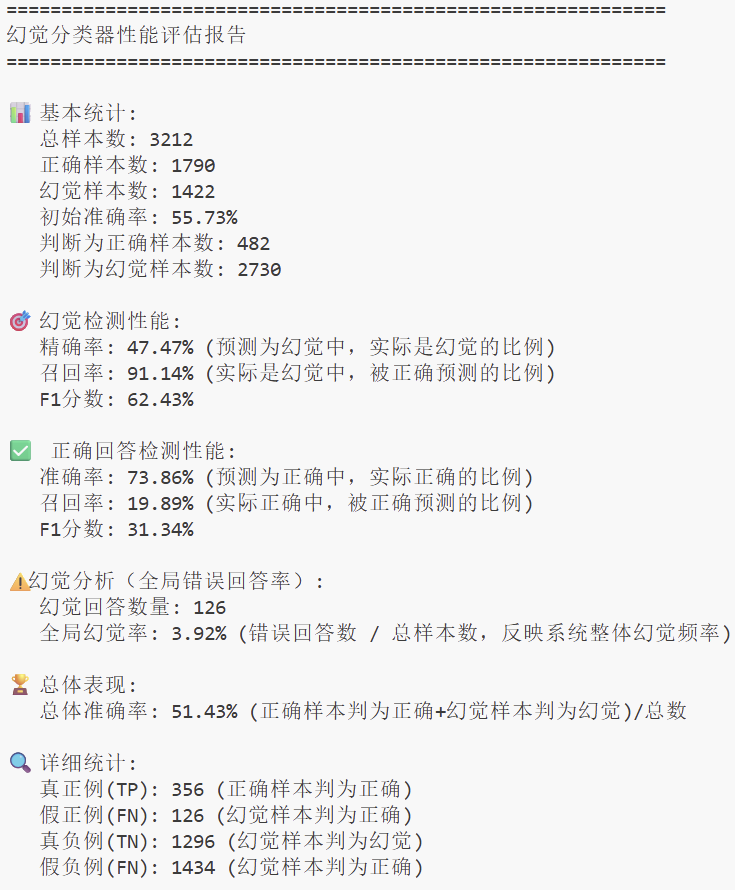 ============================================================
幻觉分类器性能评估报告
============================================================
📊 基本统计:
总样本数: 3212
正确样本数: 1790
幻觉样本数: 1422
初始准确率: 55.73%
判断为正确样本数: 482
判断为幻觉样本数: 2730
🎯 幻觉检测性能:
精确率: 47.47% (预测为幻觉中，实际是幻觉的比例)
召回率: 91.14% (实际是幻觉中，被正确预测的比例)
F1分数: 62.43%
✅ 正确回答检测性能:
准确率: 73.86% (预测为正确中，实际正确的比例)
召回率: 19.89% (实际正确中，被正确预测的比例)
F1分数: 31.34%
⚠️幻觉分析（全局错误回答率）:
幻觉回答数量: 126
全局幻觉率: 3.92% (错误回答数 / 总样本数，反映系统整体幻觉频率)
🏆 总体表现:
总体准确率: 51.43% (正确样本判为正确+幻觉样本判为幻觉)/总数
🔍 详细统计:
真正例(TP): 356 (正确样本判为正确)
假正例(FN): 126 (幻觉样本判为正确)
真负例(TN): 1296 (幻觉样本判为幻觉)
假负例(FN): 1434 (幻觉样本判为正确)